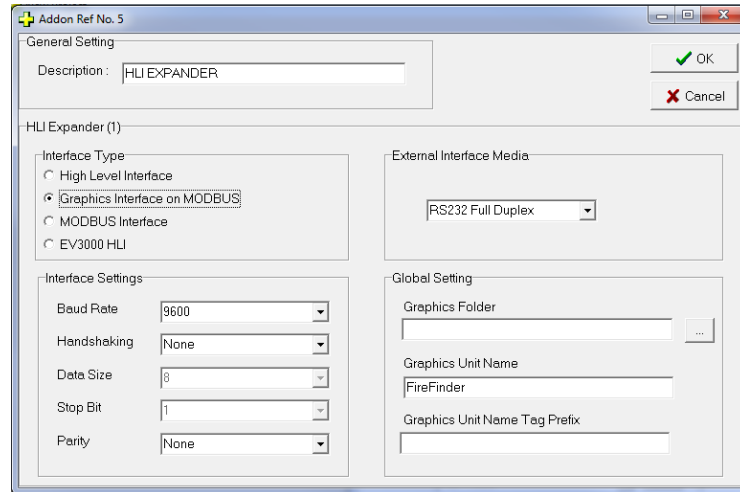 Addon Ref No. 5
General Setting
Description :
HLI EXPANDER
OK
Cancel
HLI Expander (1)
Interface Type
High Level Interface
Graphics Interface on MODBUS
MODBUS Interface
EV3000 HLI
External Interface Media
RS232 Full Duplex
Interface Settings
Baud Rate
9600
Handshaking
None
Data Size
8
Stop Bit
1
Parity
None
Global Setting
Graphics Folder
...
Graphics Unit Name
FireFinder
Graphics Unit Name Tag Prefix